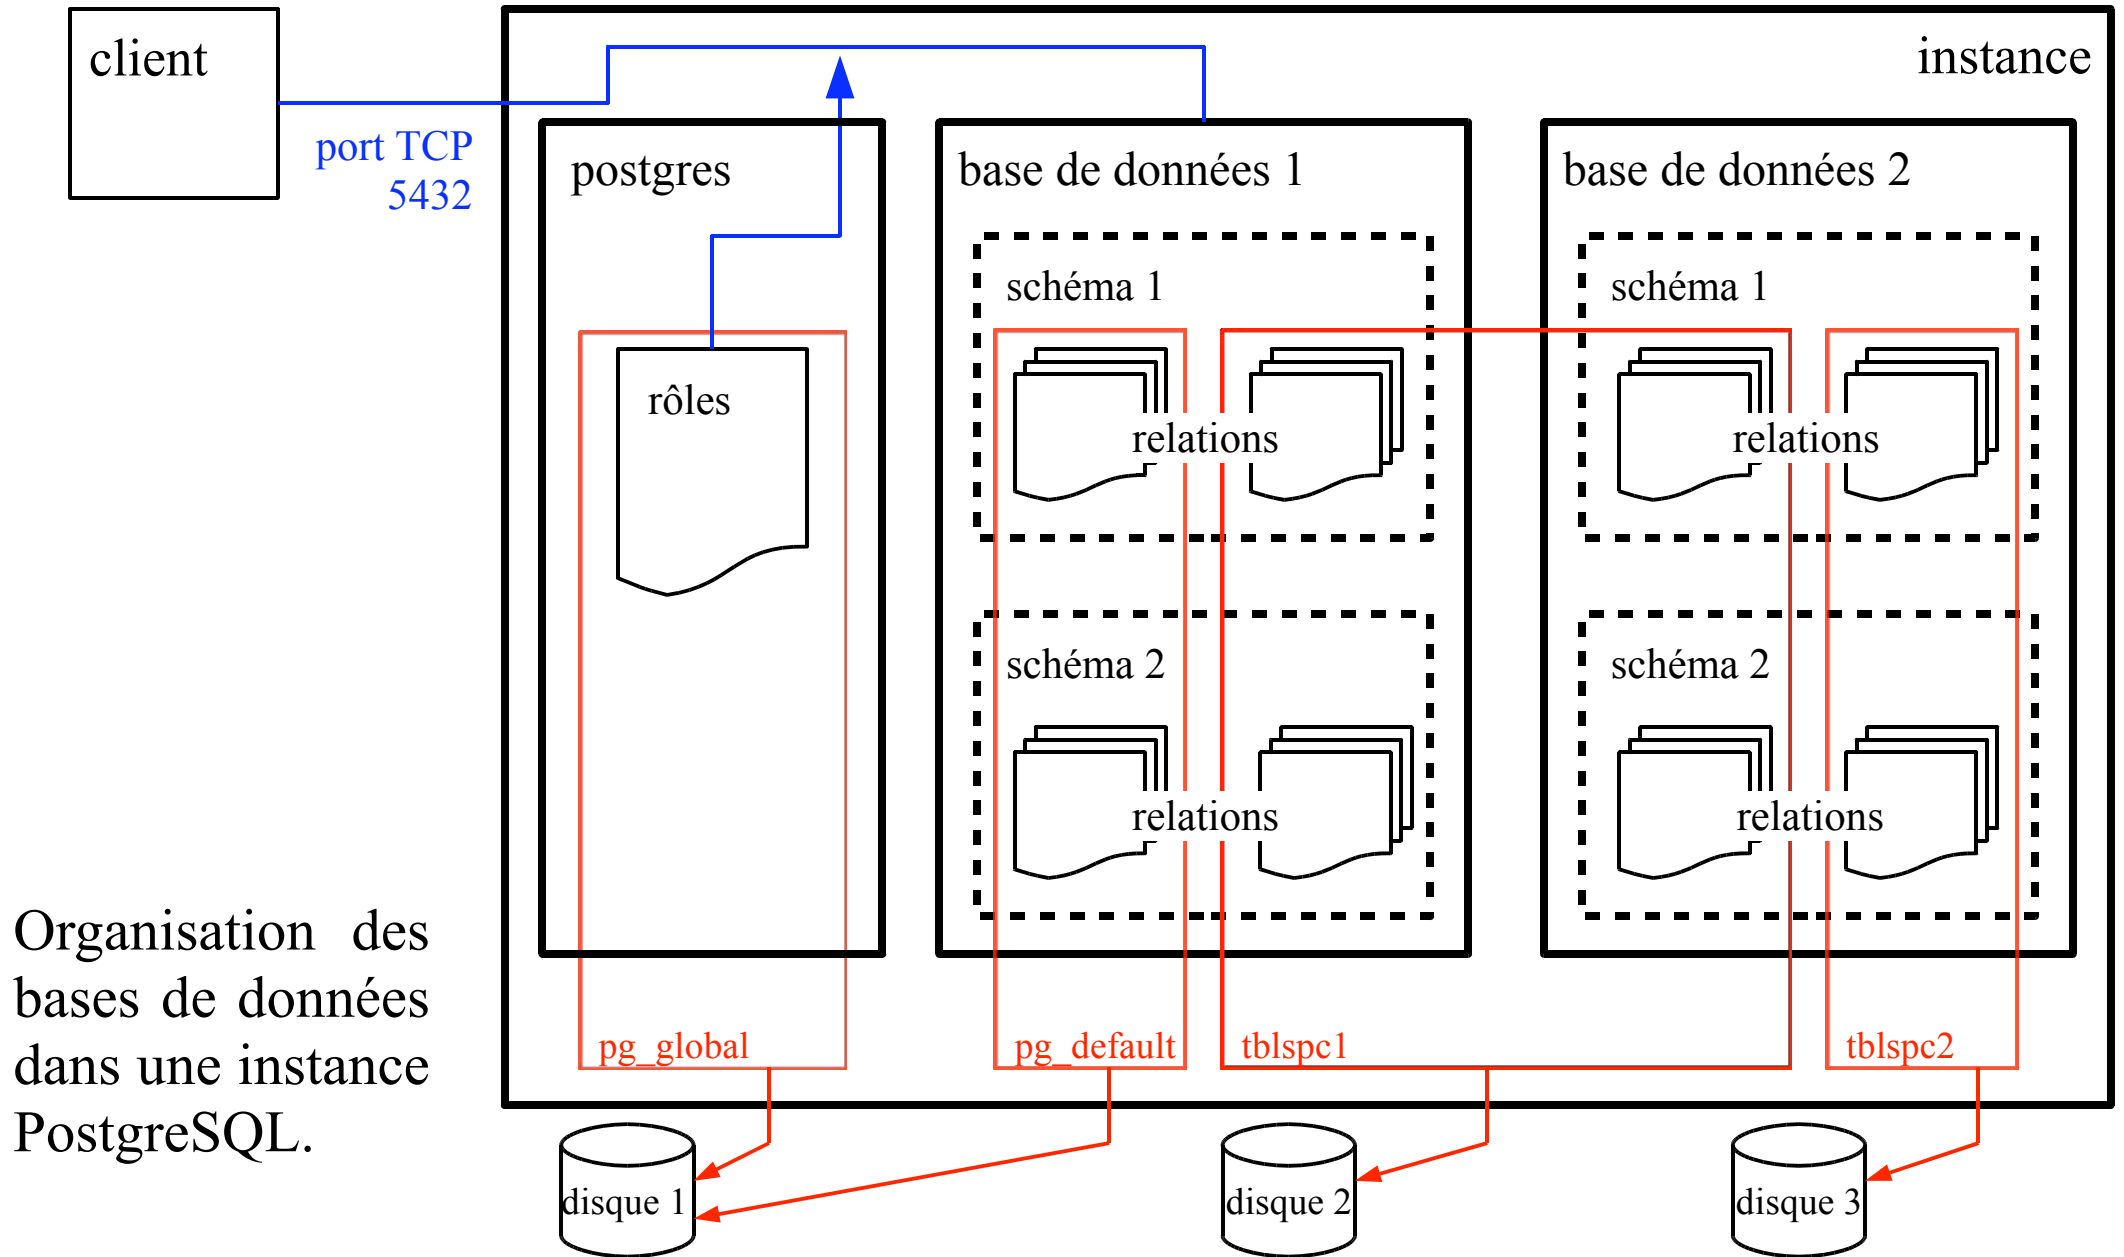 client
instance
port TCP
5432
postgres
base de données 1
base de données 2
schéma 1
schéma 1
rôles
relations
relations
schéma 2
schéma 2
relations
relations
Organisation des
bases de données
dans une instance
PostgreSQL.
pg_global
pg_default
tblspc1
tblspc2
disque 1
disque 2
disque 3